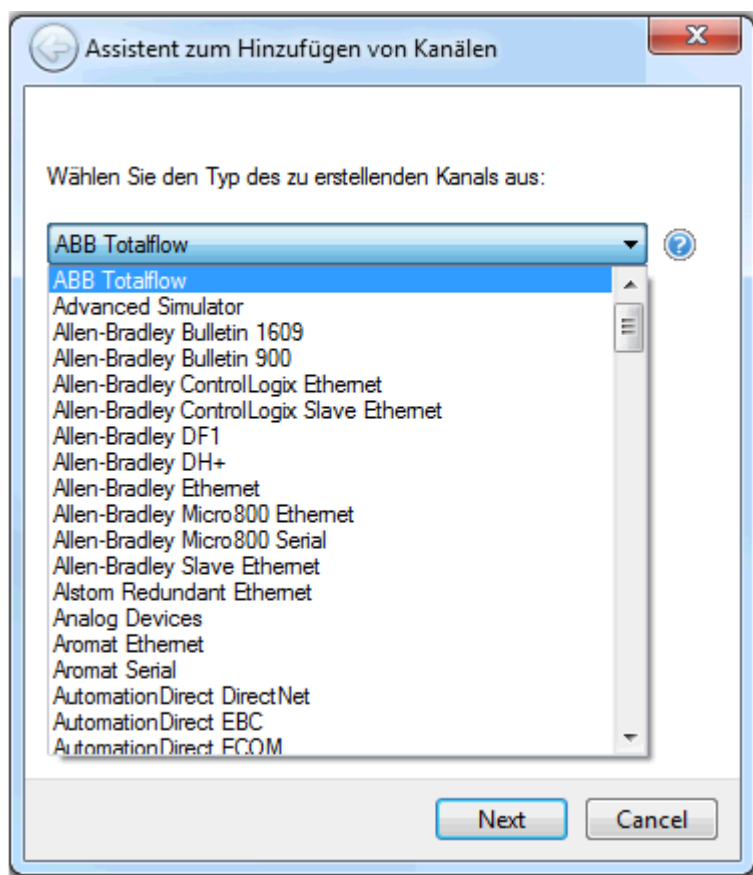 Assistent zum Hinzufügen von Kanälen
Wählen Sie den Typ des zu erstellenden Kanals aus:
ABB Totalflow
ABB Totalflow
Advanced Simulator
Allen-Bradley Bulletin 1609
Allen-Bradley Bulletin 900
Allen-Bradley ControlLogix Ethernet
Allen-Bradley ControlLogix Slave Ethernet
Allen-Bradley DF1
Allen-Bradley DH+
Allen-Bradley Ethernet
Allen-Bradley Micro800 Ethernet
Allen-Bradley Micro800 Serial
Allen-Bradley Slave Ethernet
Alstom Redundant Ethernet
Analog Devices
Aromat Ethernet
Aromat Serial
AutomationDirect DirectNet
AutomationDirect EBC
AutomationDirect ECOM
Next Cancel